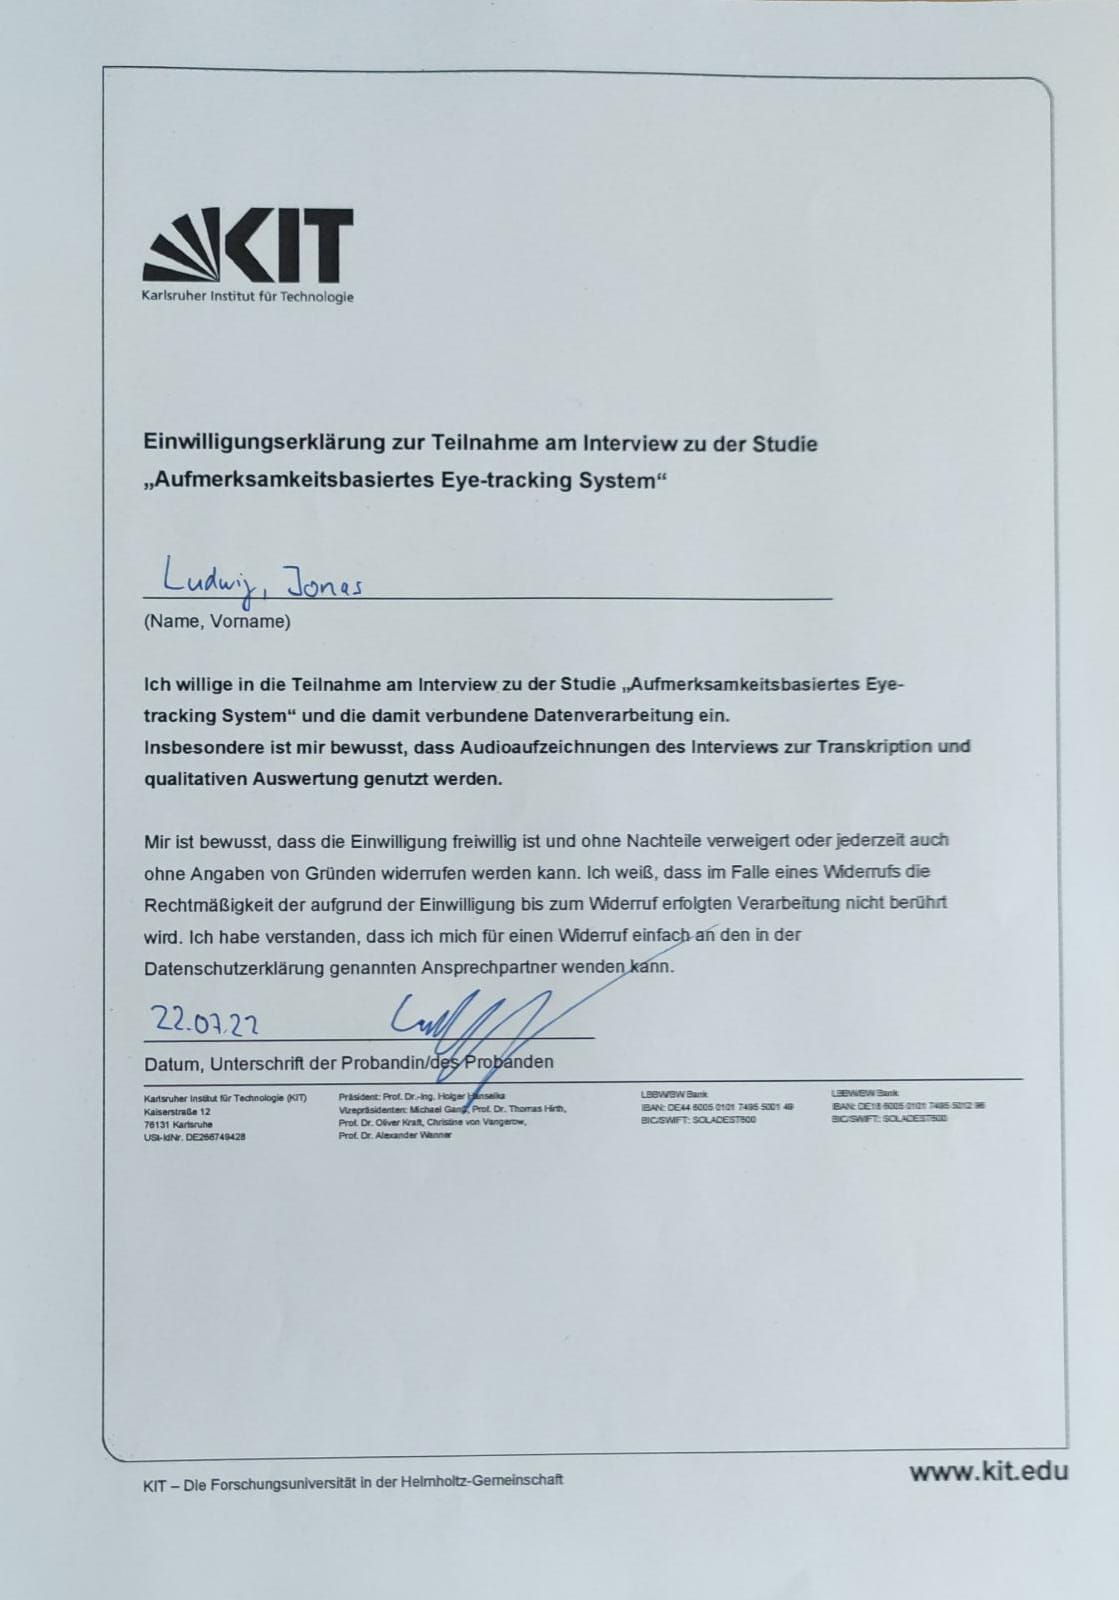 KIT
Karlsruher Institut für Technologie
Einwilligungserklärung zur Teilnahme am Interview zu der Studie
„Aufmerksamkeitsbasiertes Eye-tracking System“
Ludwig, Jonas
(Name, Vorname)
Ich willige in die Teilnahme am Interview zu der Studie „Aufmerksamkeitsbasiertes Eye-
tracking System“ und die damit verbundene Datenverarbeitung ein.
Insbesondere ist mir bewusst, dass Audioaufzeichnungen des Interviews zur Transkription und
qualitativen Auswertung genutzt werden.
Mir ist bewusst, dass die Einwilligung freiwillig ist und ohne Nachteile verweigert oder jederzeit auch
ohne Angaben von Gründen widerrufen werden kann. Ich weiß, dass im Falle eines Widerrufs die
Rechtmäßigkeit der aufgrund der Einwilligung bis zum Widerruf erfolgten Verarbeitung nicht berührt
wird. Ich habe verstanden, dass ich mich für einen Widerruf einfach an den in der
Datenschutzerklärung genannten Ansprechpartner wenden kann.
22.07.22
Datum, Unterschrift der Probandin/des Probanden
Karlsruher Institut für Technologie (KIT)
Kaiserstraße 12
76131 Karlsruhe
USt-IdNr. DE266749428
Präsident: Prof. Dr.-Ing. Holger Hanselka
Vizepräsidenten: Michael Ganß, Prof. Dr. Thomas Hirth,
Prof. Dr. Oliver Kraft, Christine von Vangerow,
Prof. Dr. Alexander Wanner
LBBW/BW Bank
IBAN: DE44 6005 0101 7495 5001 49
BIC/SWIFT: SOLADEST600
LBBW/BW Bank
IBAN: DE18 6005 0101 7495 5012 96
BIC/SWIFT: SOLADEST600
KIT – Die Forschungsuniversität in der Helmholtz-Gemeinschaft
www.kit.edu